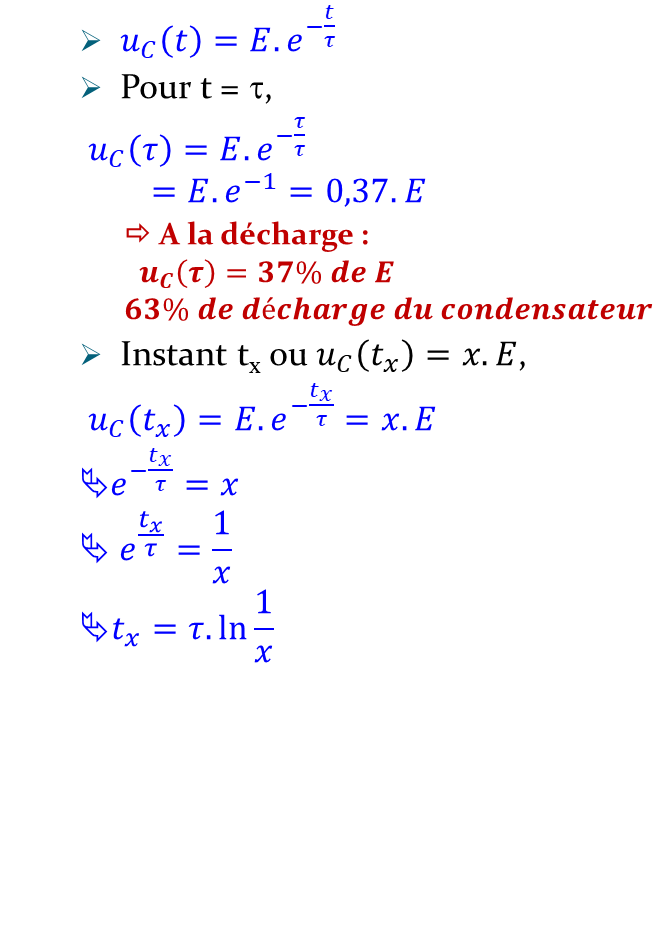 ➢ u_C(t) = E.e^{-t/τ}
➢ Pour t = τ,
u_C(τ) = E.e^{-τ/τ}
= E.e^{-1} = 0,37.E
⇨ A la décharge :
u_C(τ) = 37% de E
63% de décharge du condensateur
➢ Instant t_x ou u_C(t_x) = x.E,
u_C(t_x) = E.e^{-t_x/τ} = x.E
⮱ e^{-t_x/τ} = x
⮱ e^{t_x/τ} = 1/x
⮱ t_x = τ.ln 1/x